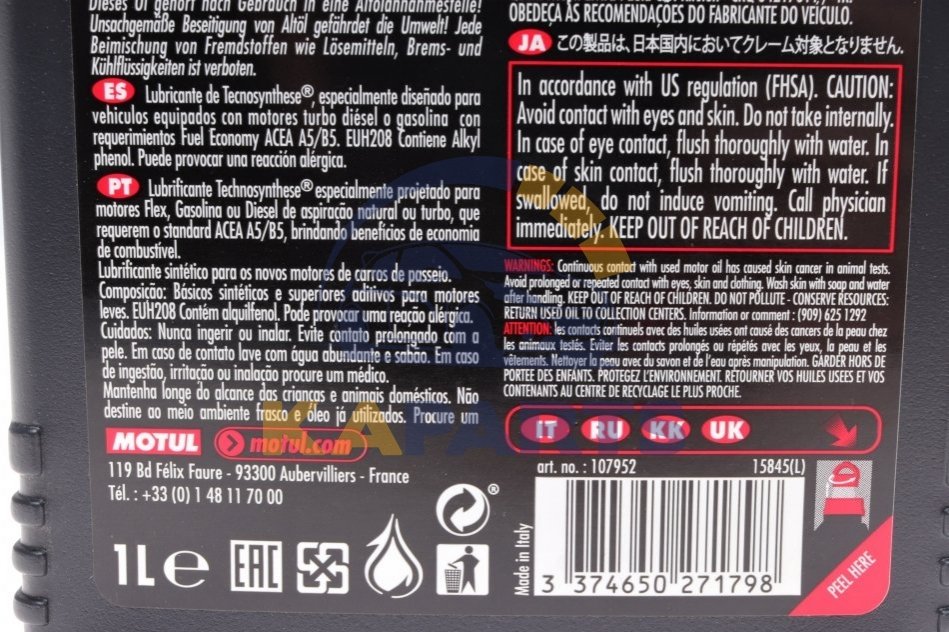 Dieses Öl gehört nach Gebrauch in eine Altölannahmestelle!
Unsachgemäße Beseitigung von Altöl gefährdet die Umwelt! Jede
Beimischung von Fremdstoffen wie Lösemitteln, Brems- und
Kühlflüssigkeiten ist verboten.
ES Lubricante de Tecnosynthese®, especialmente diseñado para
vehiculos equipados con motores turbo diésel o gasolina con
requerimientos Fuel Economy ACEA A5/B5. EUH208 Contiene Alkyl
phenol. Puede provocar una reacción alérgica.
PT Lubrificante Technosynthese® especialmente projetado para
motores Flex, Gasolina ou Diesel de aspiração natural ou turbo, que
requerem o standard ACEA A5/B5, brindando benefícios de economia
de combustível.
Lubrificante sintético para os novos motores de carros de passeio.
Composição: Básicos sintéticos e superiores aditivos para motores
leves. EUH208 Contém alquilfenol. Pode provocar uma reação alérgica.
Cuidados: Nunca ingerir ou inalar. Evite contato prolongado com a
pele. Em caso de contato lave com água abundante e sabão. Em caso
de ingestão, irritação ou inalação procure um médico.
Mantenha longo do alcance das crianças e animais domésticos. Não
destine ao meio ambiente frasco e óleo já utilizados. Procure um
MOTUL motul.com
119 Bd Félix Faure - 93300 Aubervilliers - France
Tél. : +33 (0) 1 48 11 70 00
1L e
EAC
®
OBEDEÇA ÀS RECOMENDAÇÕES DO FABRICANTE DO VEÍCULO.
JA この製品は、日本国内においてクレーム対象となりません。
In accordance with US regulation (FHSA). CAUTION:
Avoid contact with eyes and skin. Do not take internally.
In case of eye contact, flush thoroughly with water. In
case of skin contact, flush thoroughly with water. If
swallowed, do not induce vomiting. Call physician
immediately. KEEP OUT OF REACH OF CHILDREN.
WARNINGS: Continuous contact with used motor oil has caused skin cancer in animal tests.
Avoid prolonged or repeated contact with eyes, skin and clothing. Wash skin with soap and water
after handling. KEEP OUT OF REACH OF CHILDREN. DO NOT POLLUTE - CONSERVE RESOURCES:
RETURN USED OIL TO COLLECTION CENTERS. Information or comment : (909) 625 1292
ATTENTION: les contacts continuels avec des huiles usées ont causé des cancers de la peau chez
les animaux testés. Eviter les contacts prolongés ou répétés avec les yeux, la peau et les
vêtements. Nettoyer la peau avec du savon et de l'eau après manipulation. GARDER HORS DE
PORTÉE DES ENFANTS. PROTEGEZ L'ENVIRONNEMENT. RETOURNER VOS HUILES USEES ET VOS
CONTENANTS AU CENTRE DE RECYCLAGE LE PLUS PROCHE.
IT RU KK UK
art. no. : 107952 15845(L)
Made in Italy
3 374650 271798
PEEL HERE